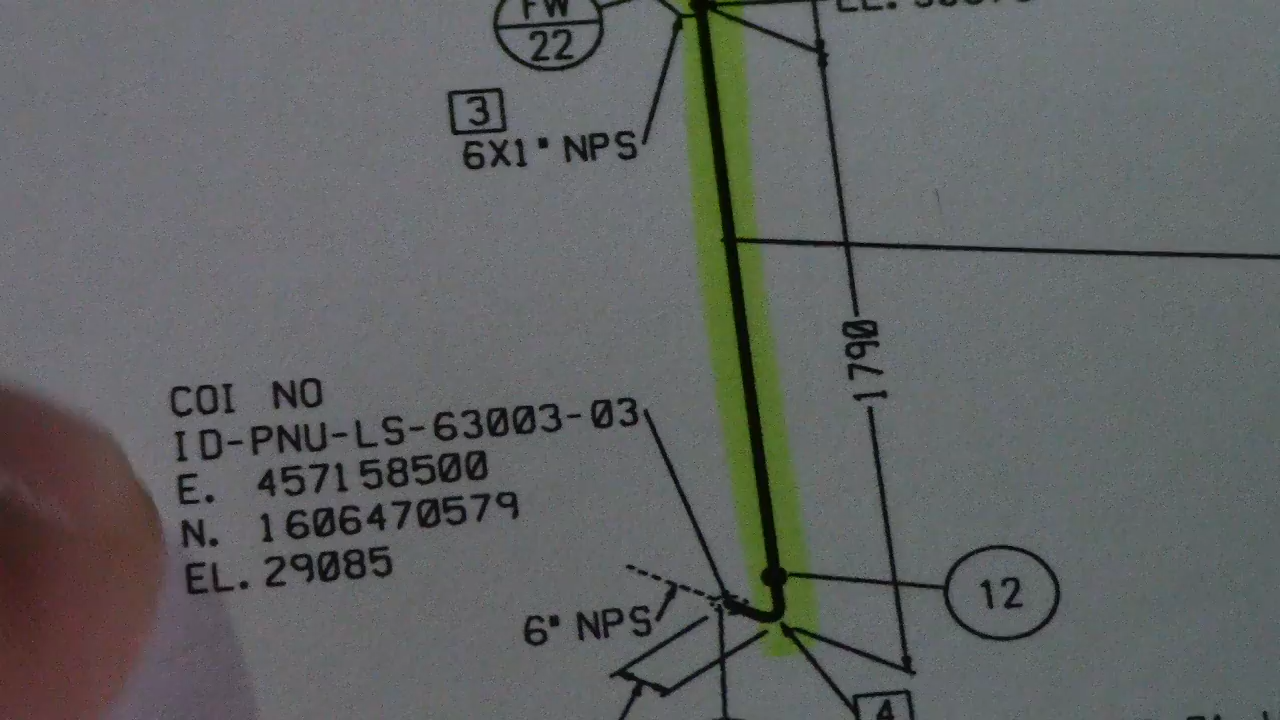 FW
22
3
6X1" NPS
1790
COI NO
ID-PNU-LS-63003-03
E. 457158500
N. 1606470579
EL. 29085
12
6" NPS
4